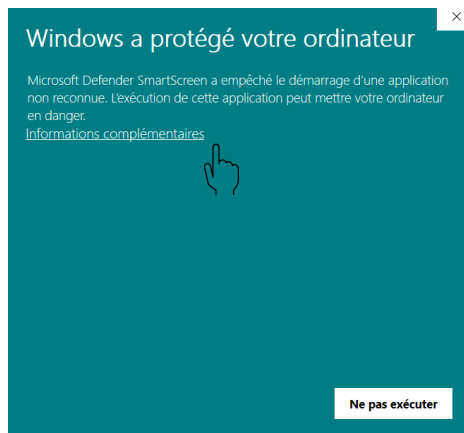 Windows a protégé votre ordinateur
Microsoft Defender SmartScreen a empêché le démarrage d'une application
non reconnue. L'exécution de cette application peut mettre votre ordinateur
en danger.
Informations complémentaires
Ne pas exécuter